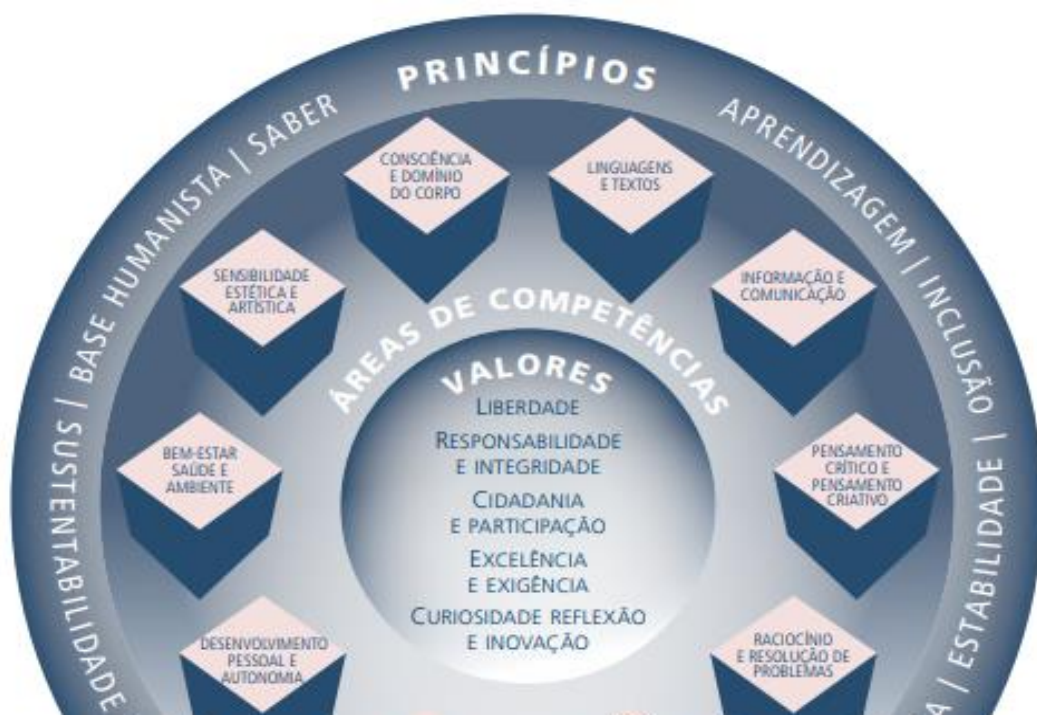 PRINCÍPIOS
SUSTENTABILIDADE | BASE HUMANISTA | SABER
APRENDIZAGEM | INCLUSÃO |
| ESTABILIDADE |
CONSCIÊNCIA
E DOMÍNIO
DO CORPO
LINGUAGENS
E TEXTOS
SENSIBILIDADE
ESTÉTICA E
ARTÍSTICA
INFORMAÇÃO E
COMUNICAÇÃO
ÁREAS DE COMPETÊNCIAS
BEM-ESTAR
SAÚDE E
AMBIENTE
PENSAMENTO
CRÍTICO E
PENSAMENTO
CRIATIVO
DESENVOLVIMENTO
PESSOAL E
AUTONOMIA
RACIOCÍNIO
E RESOLUÇÃO DE
PROBLEMAS
VALORES
LIBERDADE
RESPONSABILIDADE
E INTEGRIDADE
CIDADANIA
E PARTICIPAÇÃO
EXCELÊNCIA
E EXIGÊNCIA
CURIOSIDADE REFLEXÃO
E INOVAÇÃO